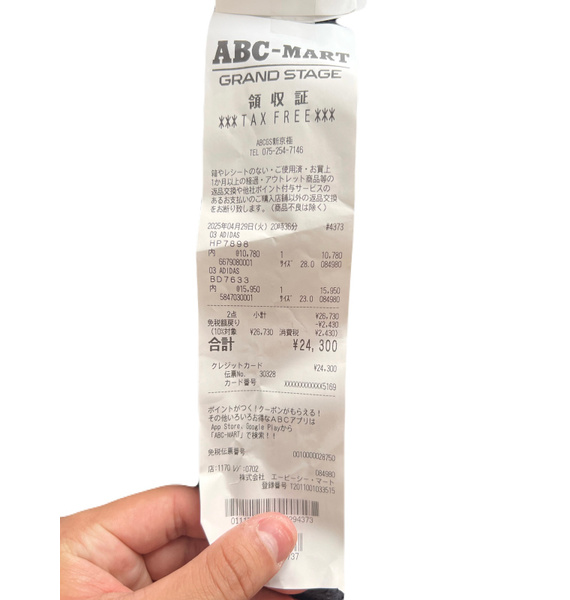 ABC-MART
GRAND STAGE
領収証
※※※TAX FREE※※※
ABCGS新京極
TEL 075-254-7146
箱やレシートのない・ご使用済・お買上
1か月以上の経過・アウトレット商品等の
返品交換や他社ポイント付与サービスの
あるお支払いのご購入店舗以外の返品交換
をお断り致します。(商品不良は除く)
2025年04月29日(火) 20時36分 #4373
03 ADIDAS
HP7898
内 @10,780 1 10,780
6679080001 サイズ 28.0 084980
03 ADIDAS
BD7633
内 @15,950 1 15,950
5847030001 サイズ 23.0 084980
2点 小計 ¥26,730
免税額戻り -¥2,430
(10%対象 ¥26,730 消費税 ¥2,430)
合計 ¥24,300
クレジットカード ¥24,300
伝票No. 30328
カード番号 XXXXXXXXXXXX5169
ポイントがつく!クーポンがもらえる!
その他いろいろお得なABCアプリは
App Store、Google Playから
「ABC-MART」で検索!!
免税伝票番号 0010000028750
店:1170 レジ:0702 084980
株式会社 エービーシー・マート
登録番号 T2011001033515
294373